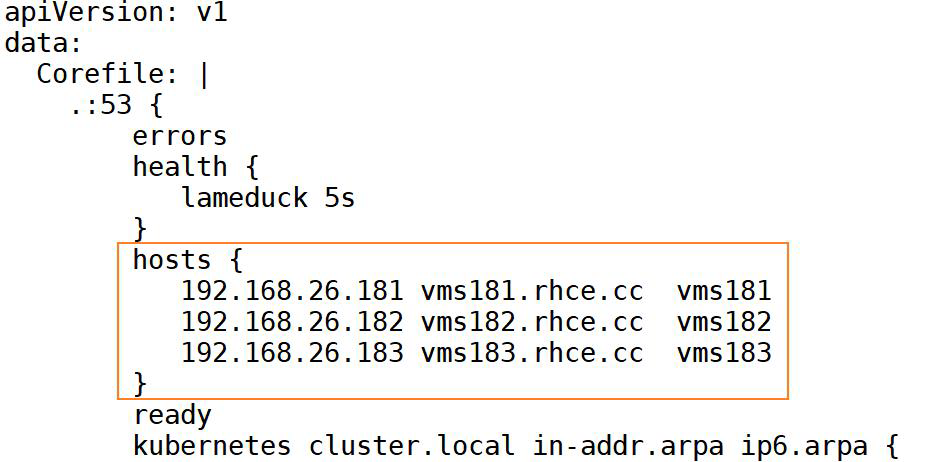 apiVersion: v1
data:
  Corefile: |
    .:53 {
        errors
        health {
           lameduck 5s
        }
        hosts {
           192.168.26.181 vms181.rhce.cc  vms181
           192.168.26.182 vms182.rhce.cc  vms182
           192.168.26.183 vms183.rhce.cc  vms183
        }
        ready
        kubernetes cluster.local in-addr.arpa ip6.arpa {